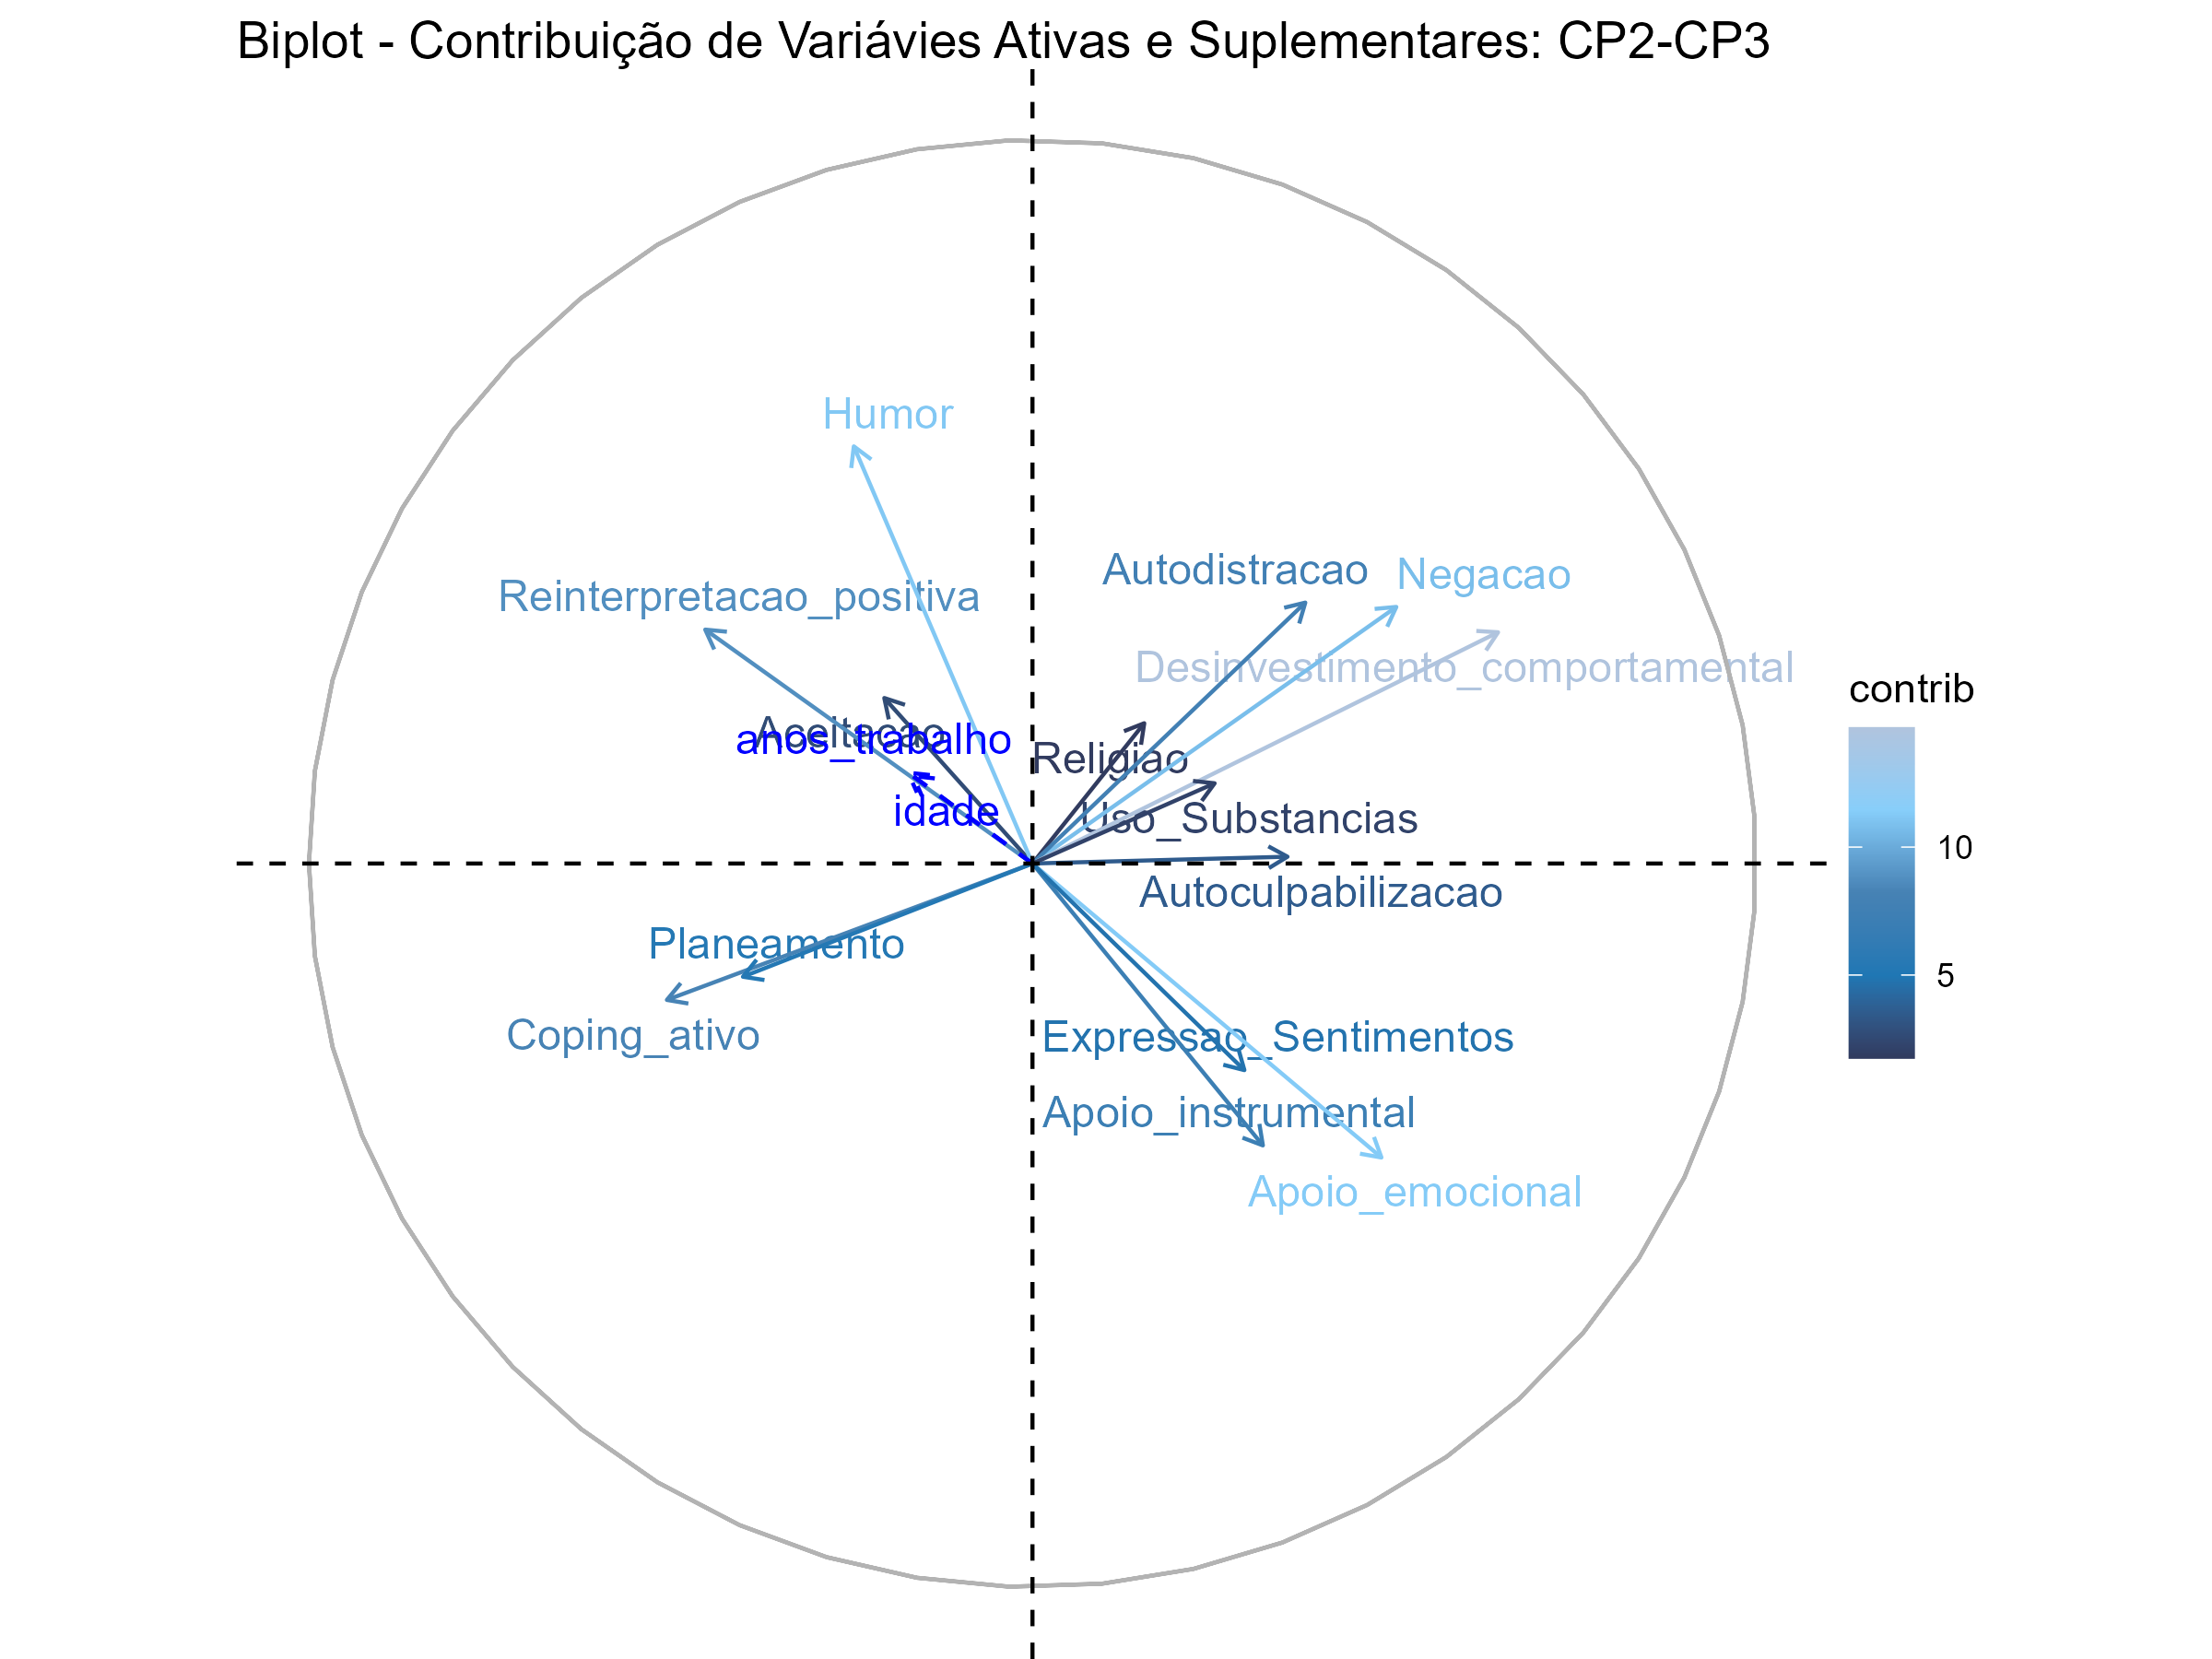 Biplot - Contribuição de Variávies Ativas e Suplementares: CP2-CP3
Humor
Autodistracao
Negacao
Reinterpretacao_positiva
Desinvestimento_comportamental
contrib
Aceitacao
anos_trabalho
Religiao
idade
Uso_Substancias
10
Autoculpabilizacao
Planeamento
5
Coping_ativo
Expressao_Sentimentos
Apoio_instrumental
Apoio_emocional